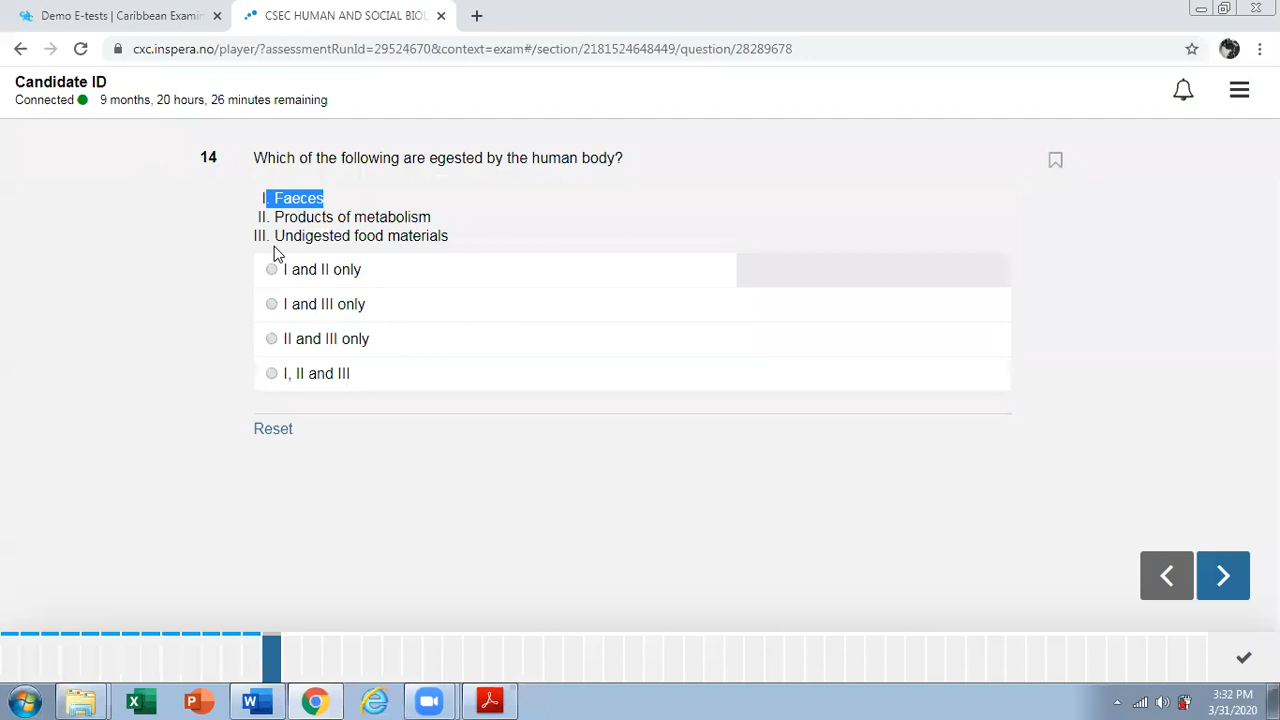 Demo E-tests | Caribbean Examin
CSEC HUMAN AND SOCIAL BIOL
cxc.inspera.no/player/?assessmentRunId=29524670&context=exam#/section/2181524648449/question/28289678
Candidate ID
Connected 9 months, 20 hours, 26 minutes remaining
14 Which of the following are egested by the human body?
I. Faeces
II. Products of metabolism
III. Undigested food materials
I and II only
I and III only
II and III only
I, II and III
Reset
3:32 PM
3/31/2020